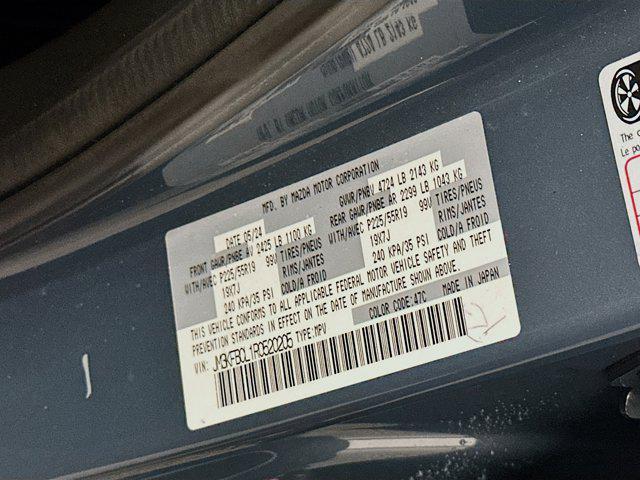 MFD. BY MAZDA MOTOR CORPORATION
DATE 05/24 GVWR/PNBV 4724 LB 2143 KG
FRONT GAWR/PNBE AV 2425 LB 1100 KG REAR GAWR/PNBE AR 2299 LB 1043 KG
WITH/AVEC P225/55R19 99V TIRES/PNEUS WITH/AVEC P225/55R19 99V TIRES/PNEUS
19X7J RIMS/JANTES 19X7J RIMS/JANTES
240 KPA/35 PSI COLD/A FROID 240 KPA/35 PSI COLD/A FROID
THIS VEHICLE CONFORMS TO ALL APPLICABLE FEDERAL MOTOR VEHICLE SAFETY AND THEFT
PREVENTION STANDARDS IN EFFECT ON THE DATE OF MANUFACTURE SHOWN ABOVE.
VIN: JM3KFBCL1R0520205 TYPE:MPV COLOR CODE:47C MADE IN JAPAN
The
Le